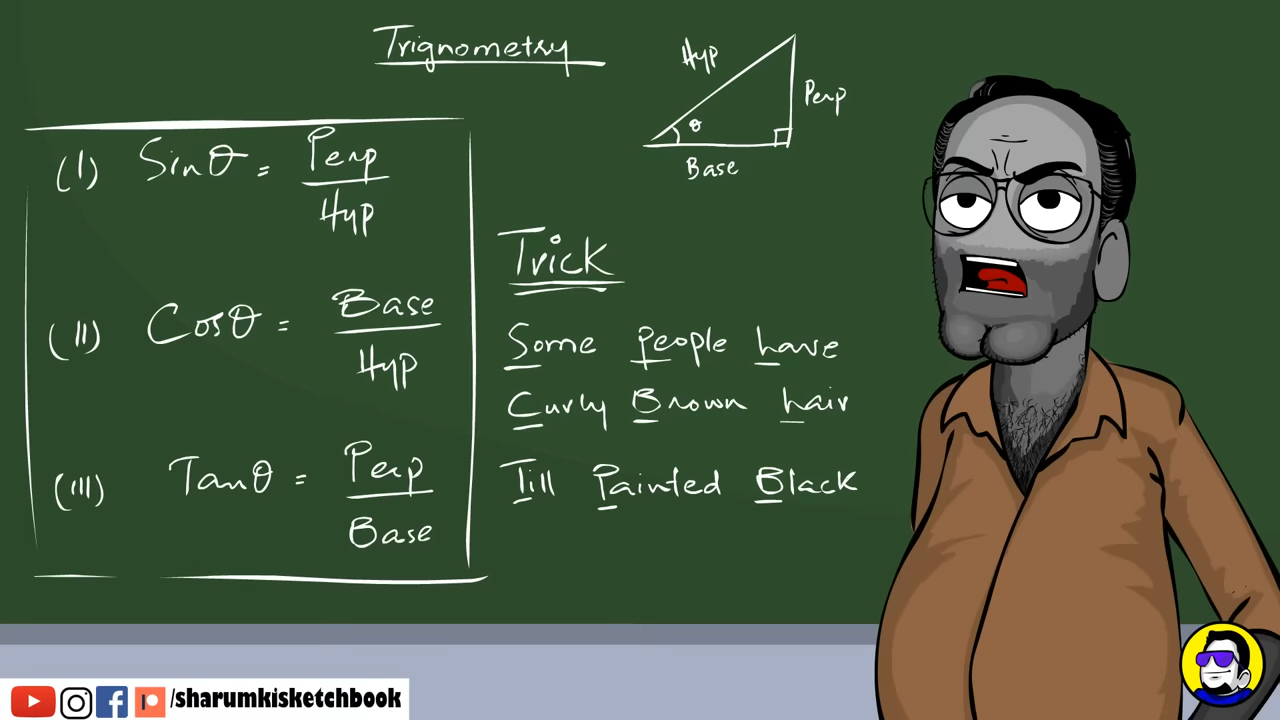 Trignometry
Hyp
Perp
θ
Base
(I) Sinθ = Perp
Hyp
(II) Cosθ = Base
Hyp
(III) Tanθ = Perp
Base
Trick
Some People have
Curly Brown hair
Till Painted Black
/sharumkisketchbook